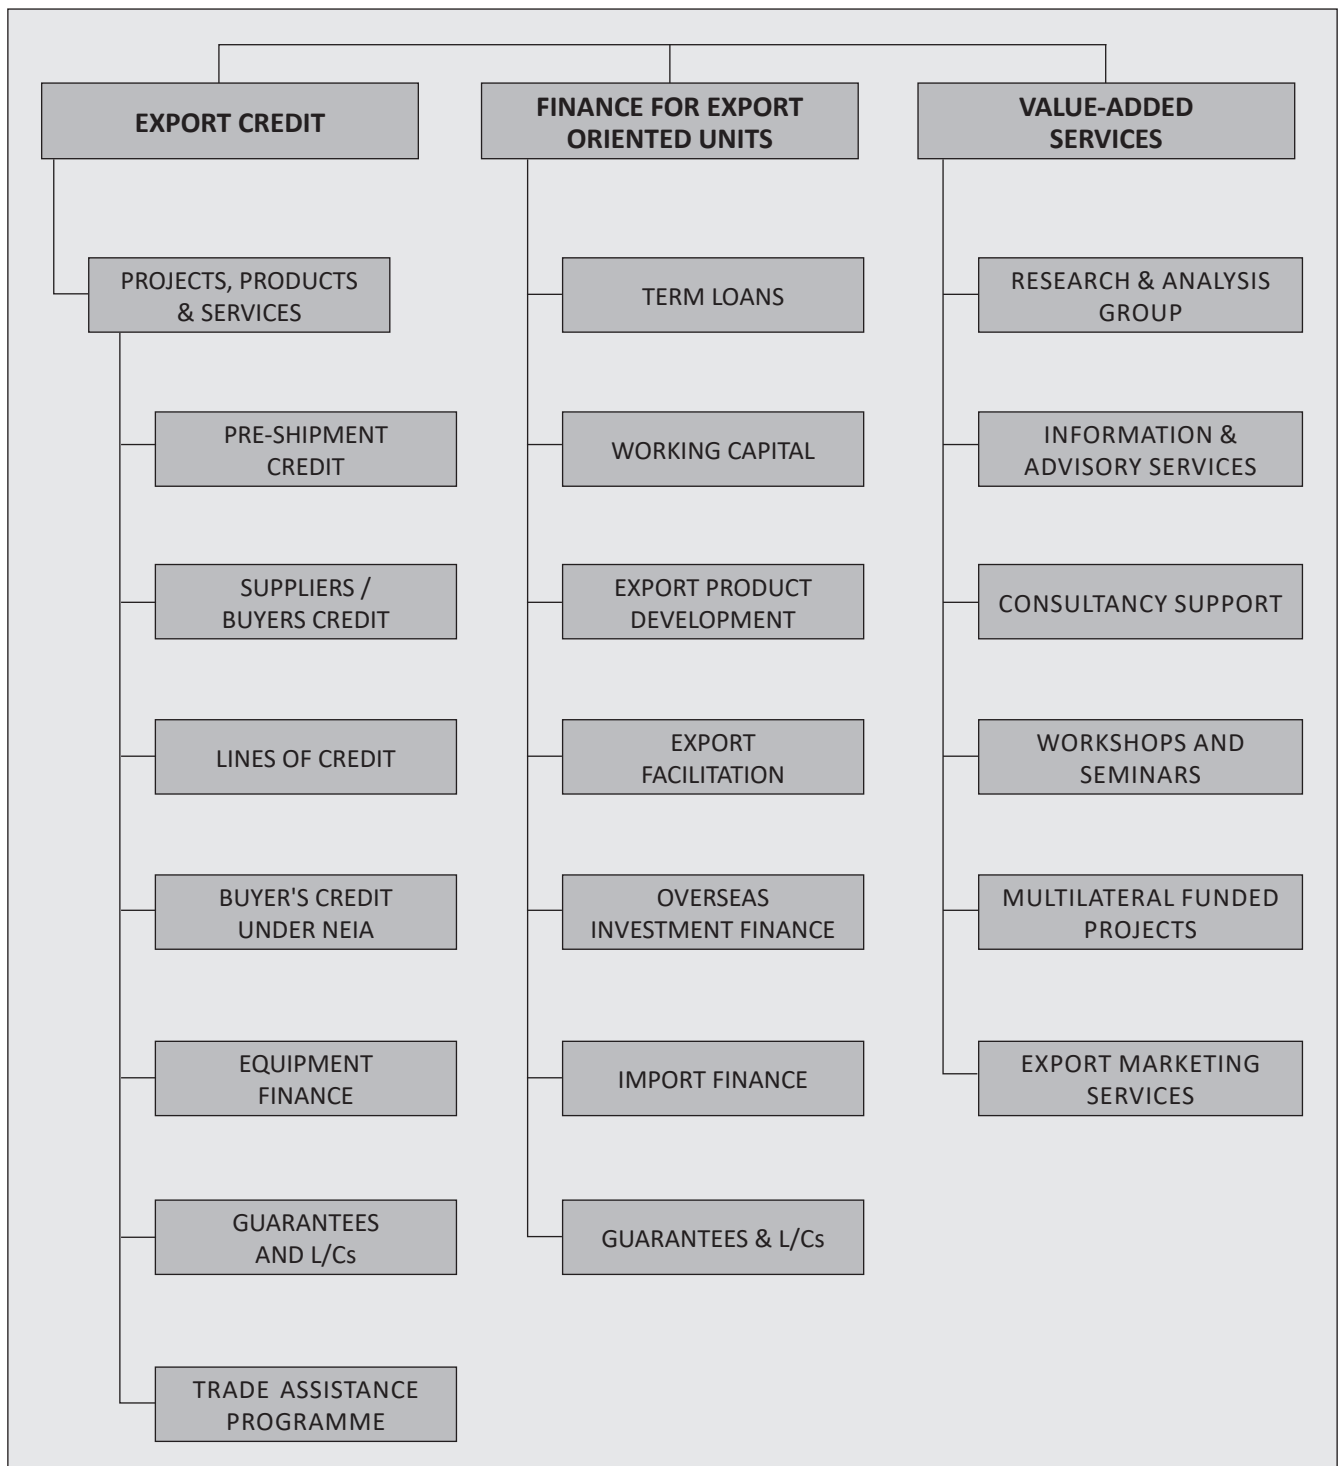 EXPORT CREDIT
PROJECTS, PRODUCTS
& SERVICES
PRE-SHIPMENT
CREDIT
SUPPLIERS /
BUYERS CREDIT
LINES OF CREDIT
BUYER'S CREDIT
UNDER NEIA
EQUIPMENT
FINANCE
GUARANTEES
AND L/Cs
TRADE ASSISTANCE
PROGRAMME
FINANCE FOR EXPORT
ORIENTED UNITS
TERM LOANS
WORKING CAPITAL
EXPORT PRODUCT
DEVELOPMENT
EXPORT
FACILITATION
OVERSEAS
INVESTMENT FINANCE
IMPORT FINANCE
GUARANTEES & L/Cs
VALUE-ADDED
SERVICES
RESEARCH & ANALYSIS
GROUP
INFORMATION &
ADVISORY SERVICES
CONSULTANCY SUPPORT
WORKSHOPS AND
SEMINARS
MULTILATERAL FUNDED
PROJECTS
EXPORT MARKETING
SERVICES